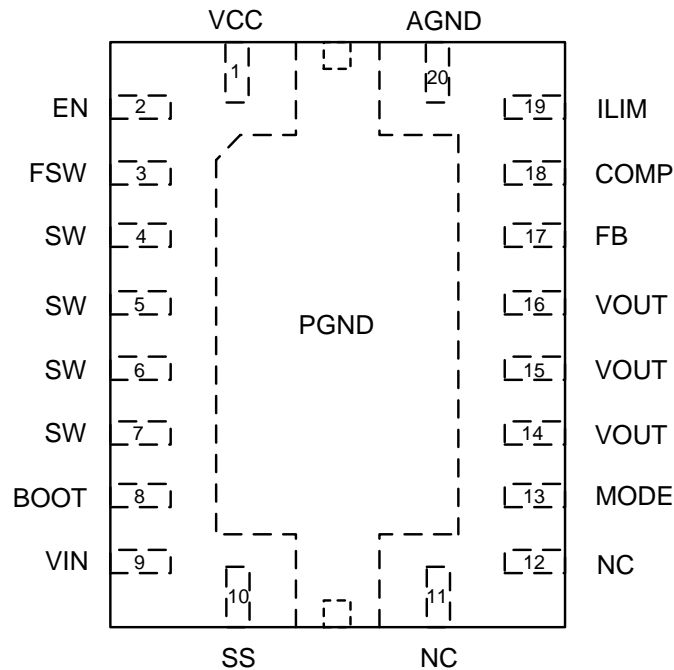 VCC AGND
1 20
EN 2 19 ILIM
FSW 3 18 COMP
SW 4 17 FB
SW 5 16 VOUT
PGND
SW 6 15 VOUT
SW 7 14 VOUT
BOOT 8 13 MODE
VIN 9 12 NC
10 11
SS NC